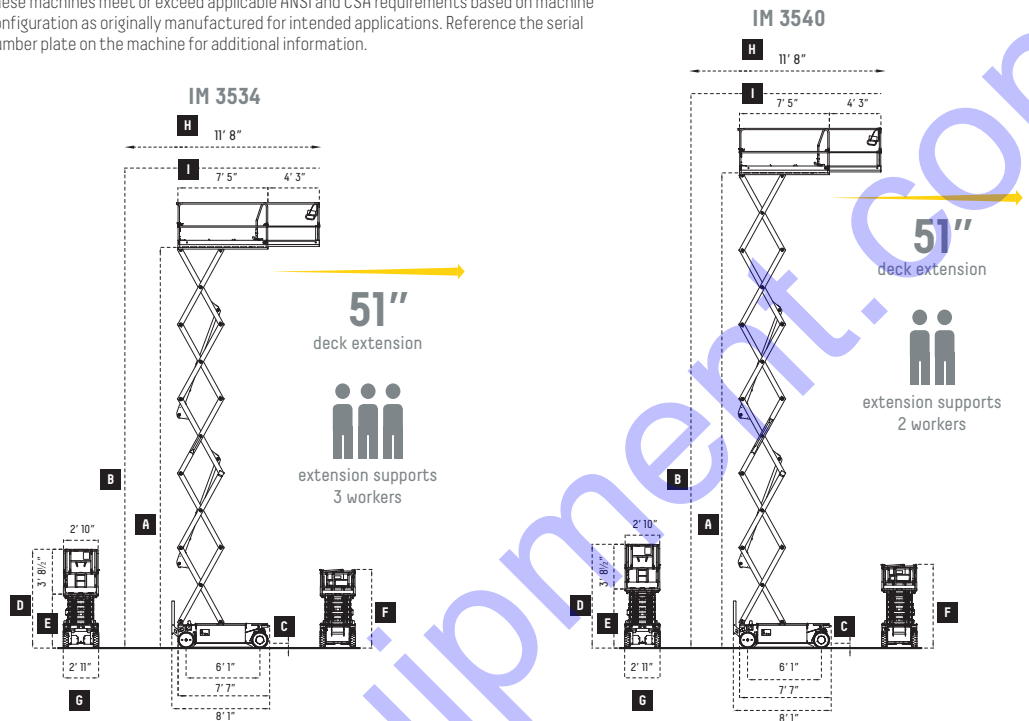 these machines meet or exceed applicable ANSI and CSA requirements based on machine
configuration as originally manufactured for intended applications. Reference the serial
number plate on the machine for additional information.
IM 3534
H
11' 8"
I
7' 5"
4' 3"
51"
deck extension
extension supports
3 workers
B
A
2' 10"
3' 8½"
D
E
F
C
2' 11"
6' 1"
G
7' 7"
8' 1"
IM 3540
H
11' 8"
I
7' 5"
4' 3"
51"
deck extension
extension supports
2 workers
B
A
2' 10"
3' 8½"
D
E
F
C
2' 11"
6' 1"
G
7' 7"
8' 1"
ipment.com